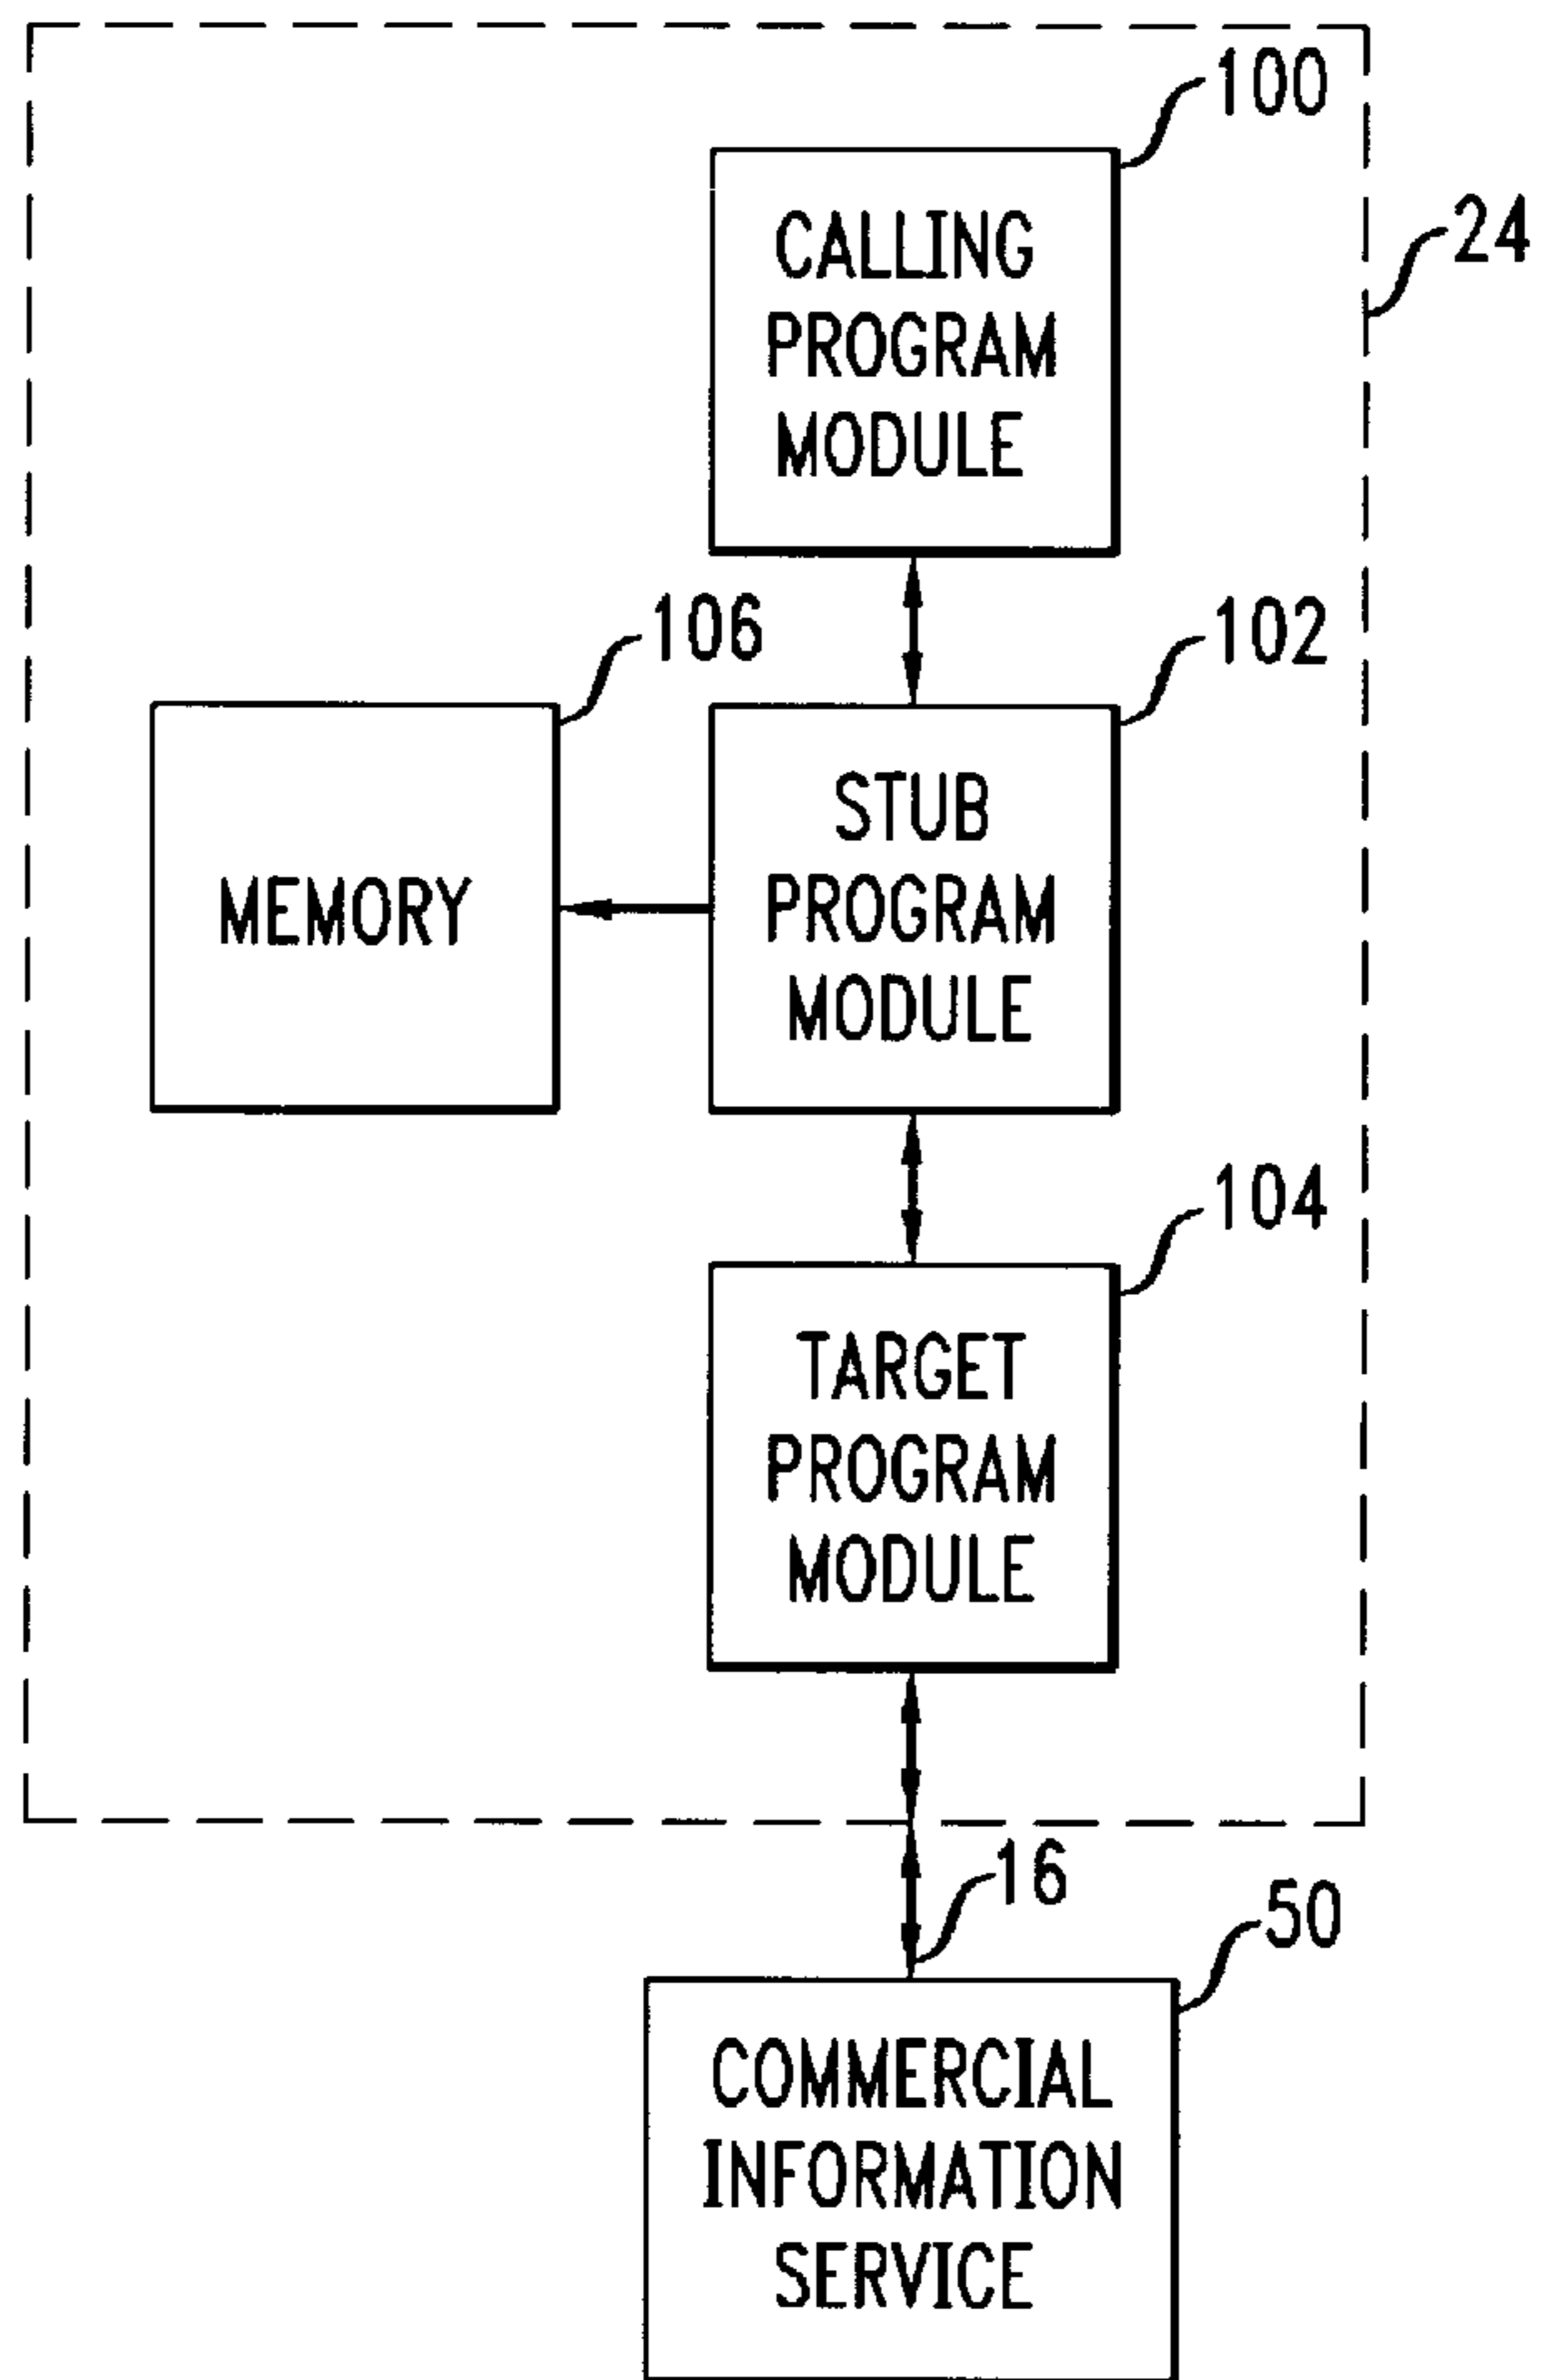 100
24
CALLING
PROGRAM
MODULE
106
102
MEMORY
STUB
PROGRAM
MODULE
104
TARGET
PROGRAM
MODULE
16
50
COMMERCIAL
INFORMATION
SERVICE